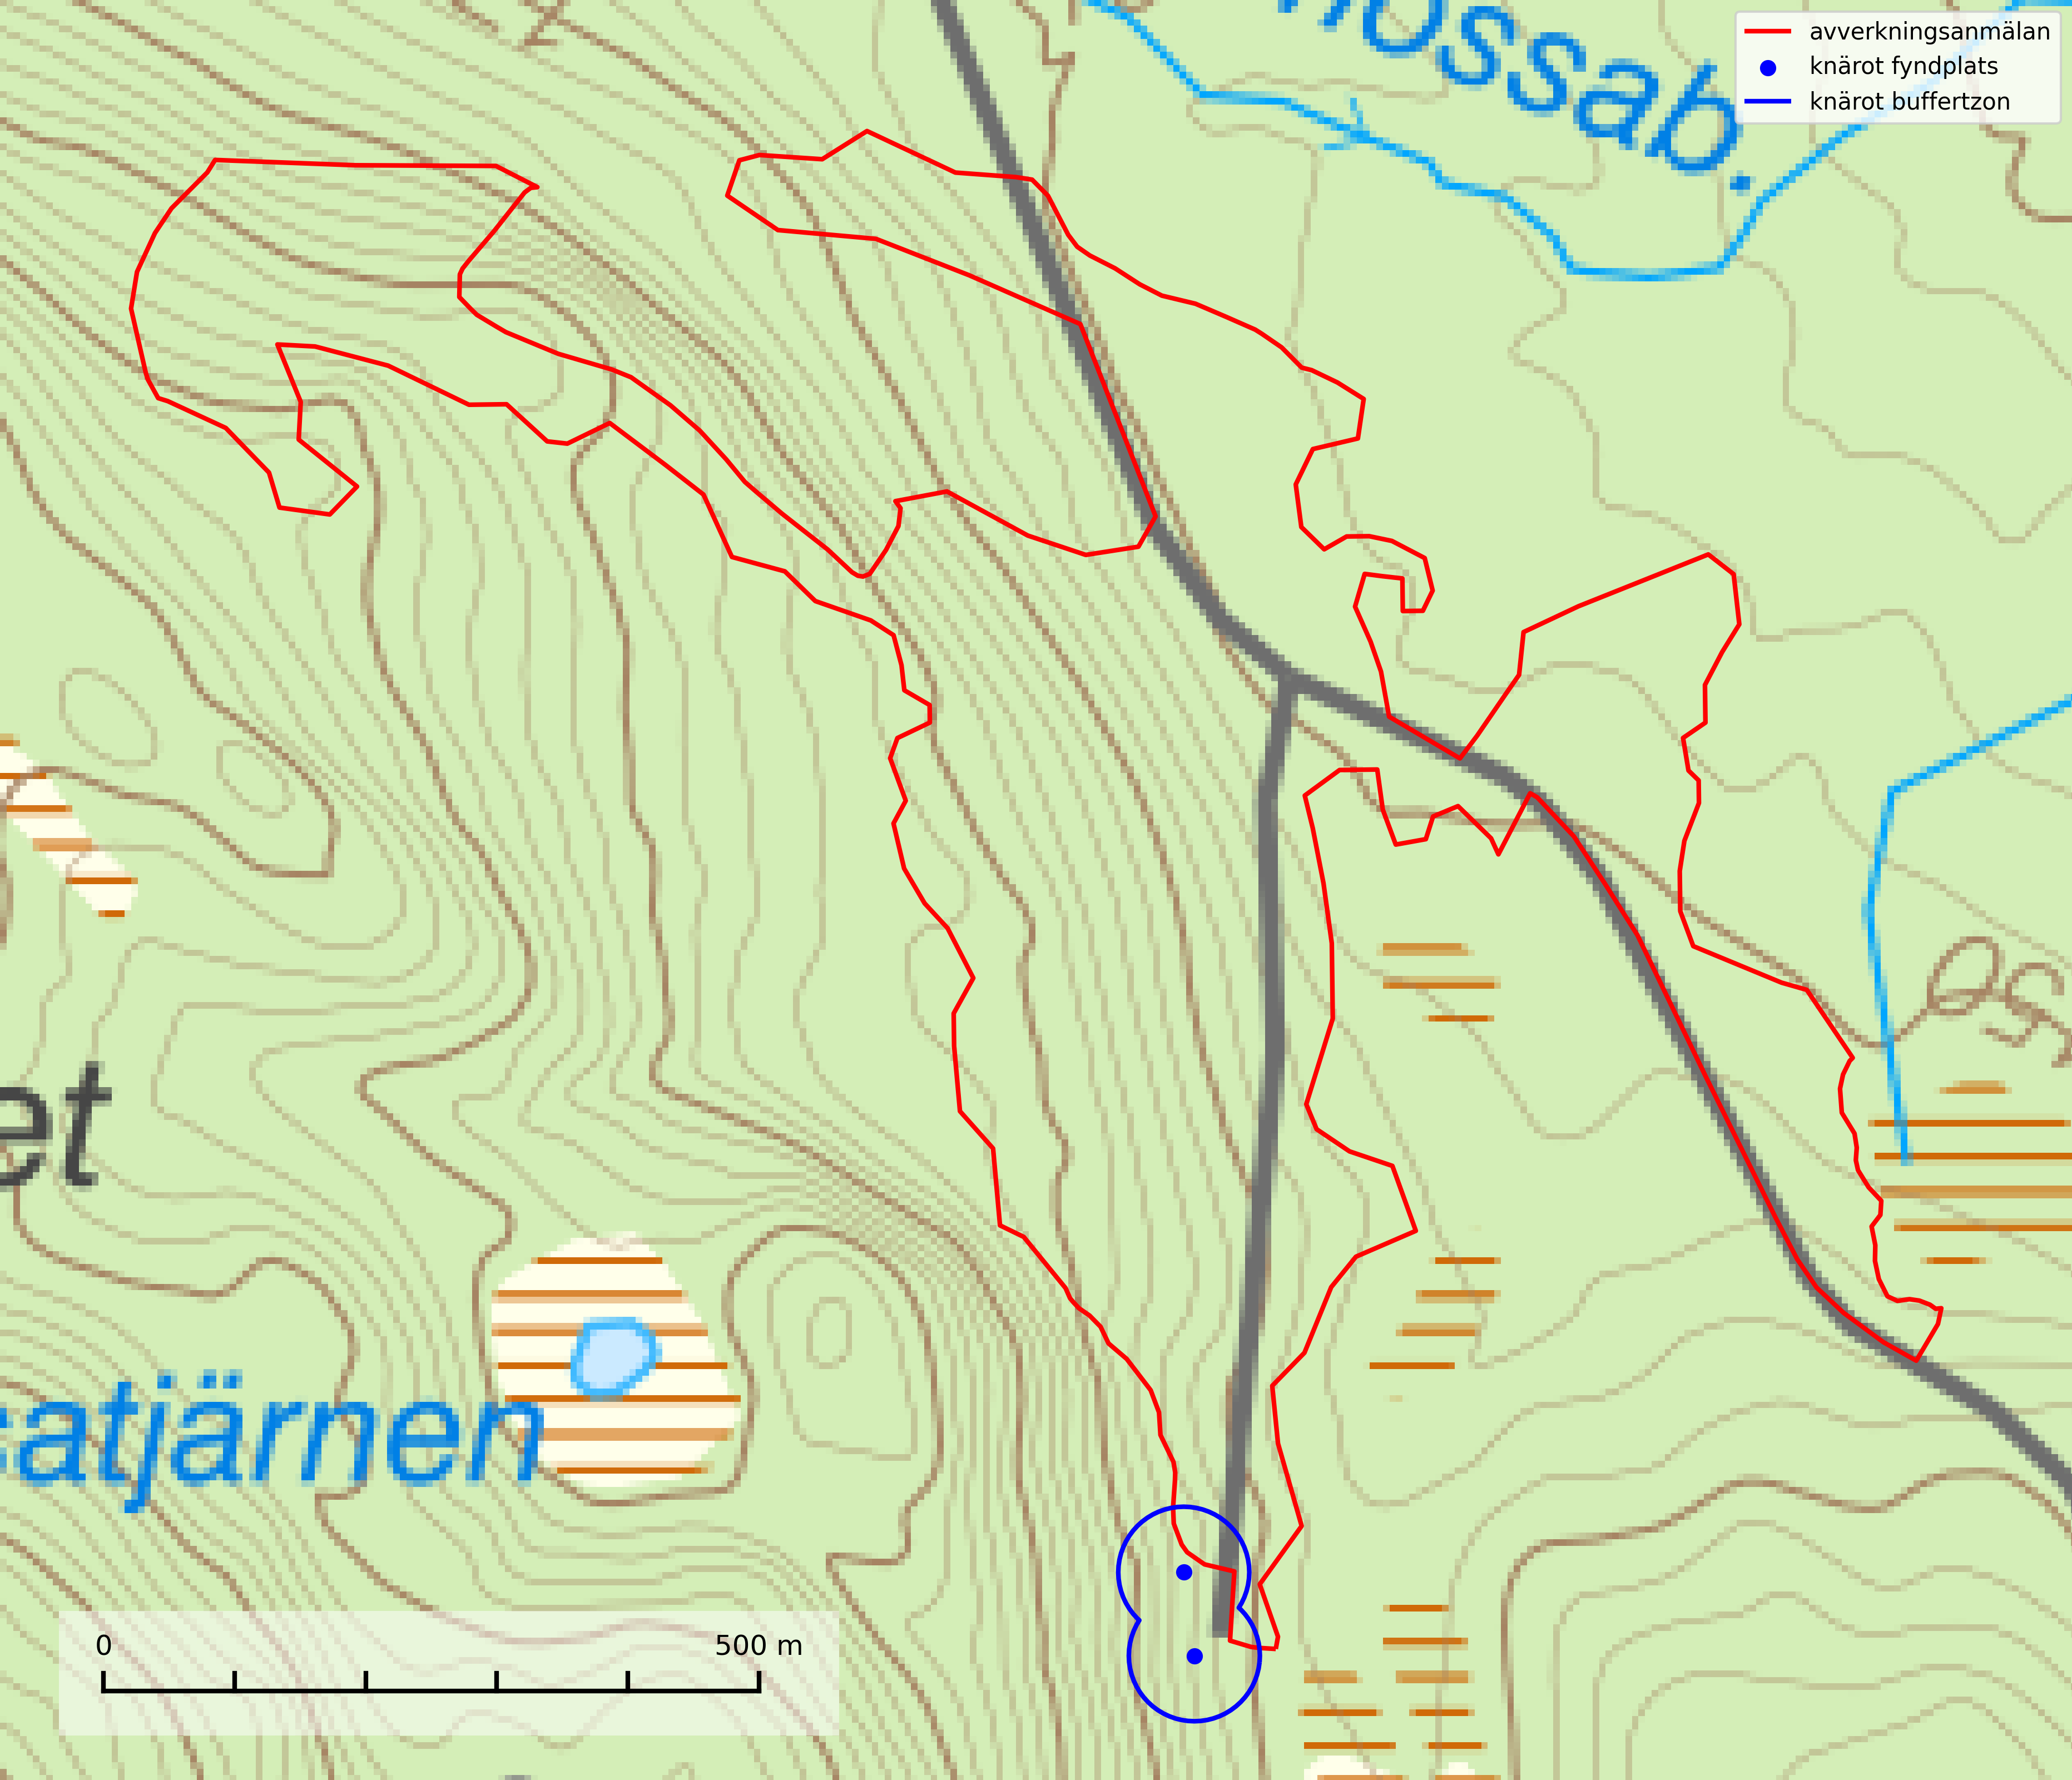 ossab.
avverkningsanmälan
knärot fyndplats
knärot buffertzon
et
atjärnen
0 500 m